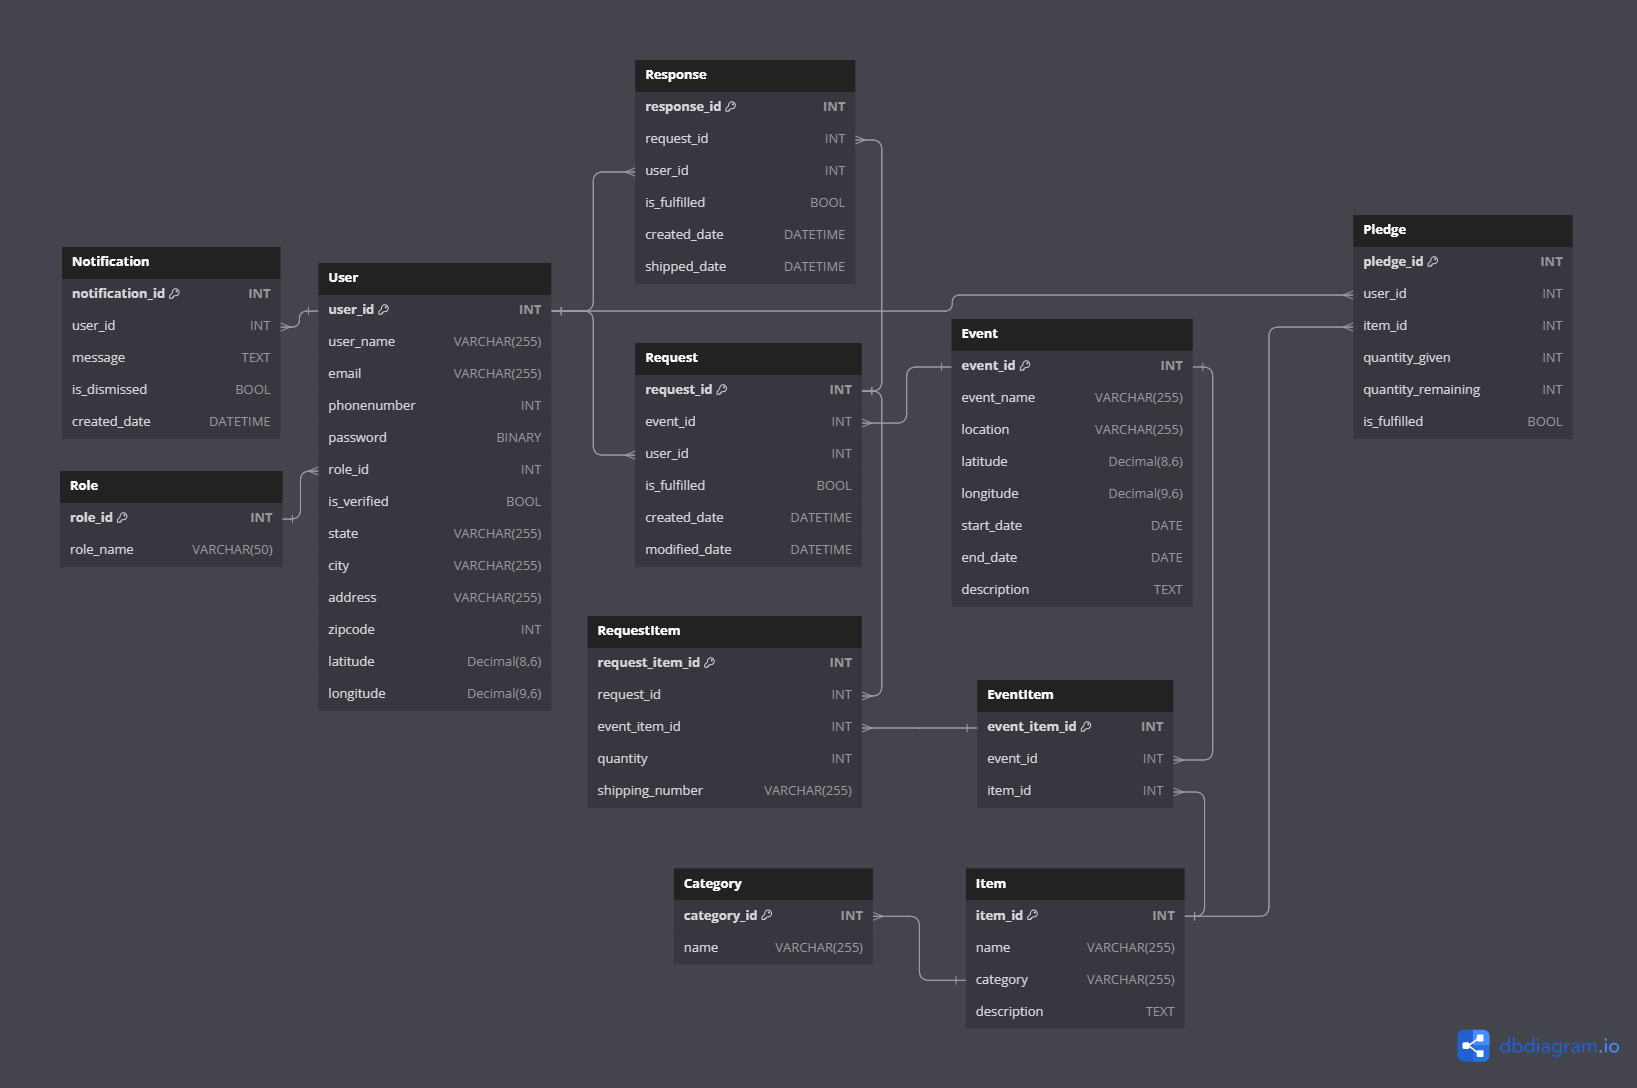 Response
response_id INT
request_id INT
user_id INT
is_fulfilled BOOL
created_date DATETIME
shipped_date DATETIME
Notification
notification_id INT
user_id INT
message TEXT
is_dismissed BOOL
created_date DATETIME
Role
role_id INT
role_name VARCHAR(50)
User
user_id INT
user_name VARCHAR(255)
email VARCHAR(255)
phonenumber INT
password BINARY
role_id INT
is_verified BOOL
state VARCHAR(255)
city VARCHAR(255)
address VARCHAR(255)
zipcode INT
latitude Decimal(8,6)
longitude Decimal(9,6)
Request
request_id INT
event_id INT
user_id INT
is_fulfilled BOOL
created_date DATETIME
modified_date DATETIME
Event
event_id INT
event_name VARCHAR(255)
location VARCHAR(255)
latitude Decimal(8,6)
longitude Decimal(9,6)
start_date DATE
end_date DATE
description TEXT
Pledge
pledge_id INT
user_id INT
item_id INT
quantity_given INT
quantity_remaining INT
is_fulfilled BOOL
RequestItem
request_item_id INT
request_id INT
event_item_id INT
quantity INT
shipping_number VARCHAR(255)
EventItem
event_item_id INT
event_id INT
item_id INT
Category
category_id INT
name VARCHAR(255)
Item
item_id INT
name VARCHAR(255)
category VARCHAR(255)
description TEXT
dbdiagram.io